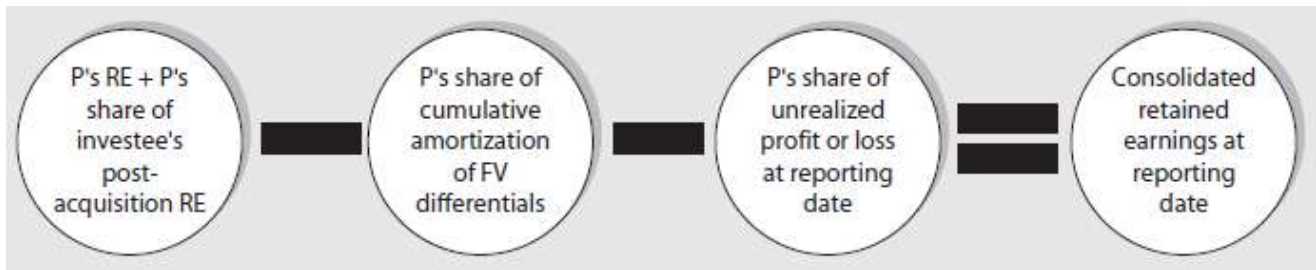 P's RE + P's
share of
investee's
post-
acquisition RE
P's share of
cumulative
amortization
of FV
differentials
P's share of
unrealized
profit or loss
at reporting
date
Consolidated
retained
earnings at
reporting
date